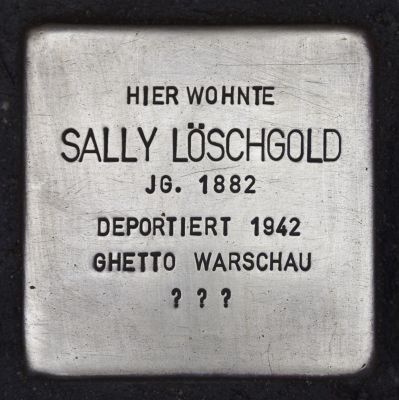 HIER WOHNTE
SALLY LÖSCHGOLD
JG. 1882
DEPORTIERT 1942
GHETTO WARSCHAU
? ? ?